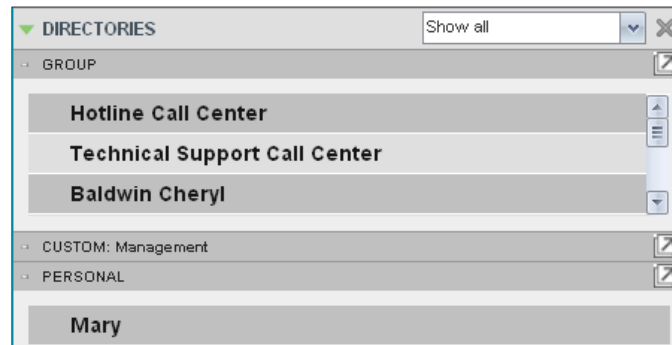 DIRECTORIES Show all
GROUP
Hotline Call Center
Technical Support Call Center
Baldwin Cheryl
CUSTOM: Management
PERSONAL
Mary